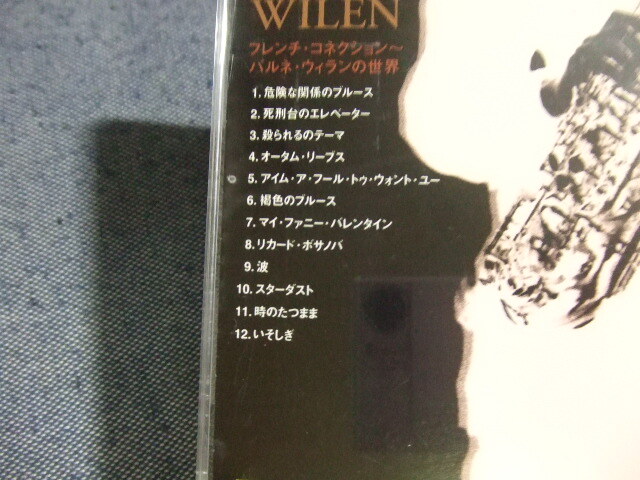 WILEN
フレンチ・コネクション〜
バルネ・ウィランの世界
1. 危険な関係のブルース
2. 死刑台のエレベーター
3. 殺られるのテーマ
4. オータム・リーブス
5. アイム・ア・フール・トゥ・ウォント・ユー
6. 褐色のブルース
7. マイ・ファニー・バレンタイン
8. リカード・ボサノバ
9. 波
10. スターダスト
11. 時のたつまま
12. いそしぎ